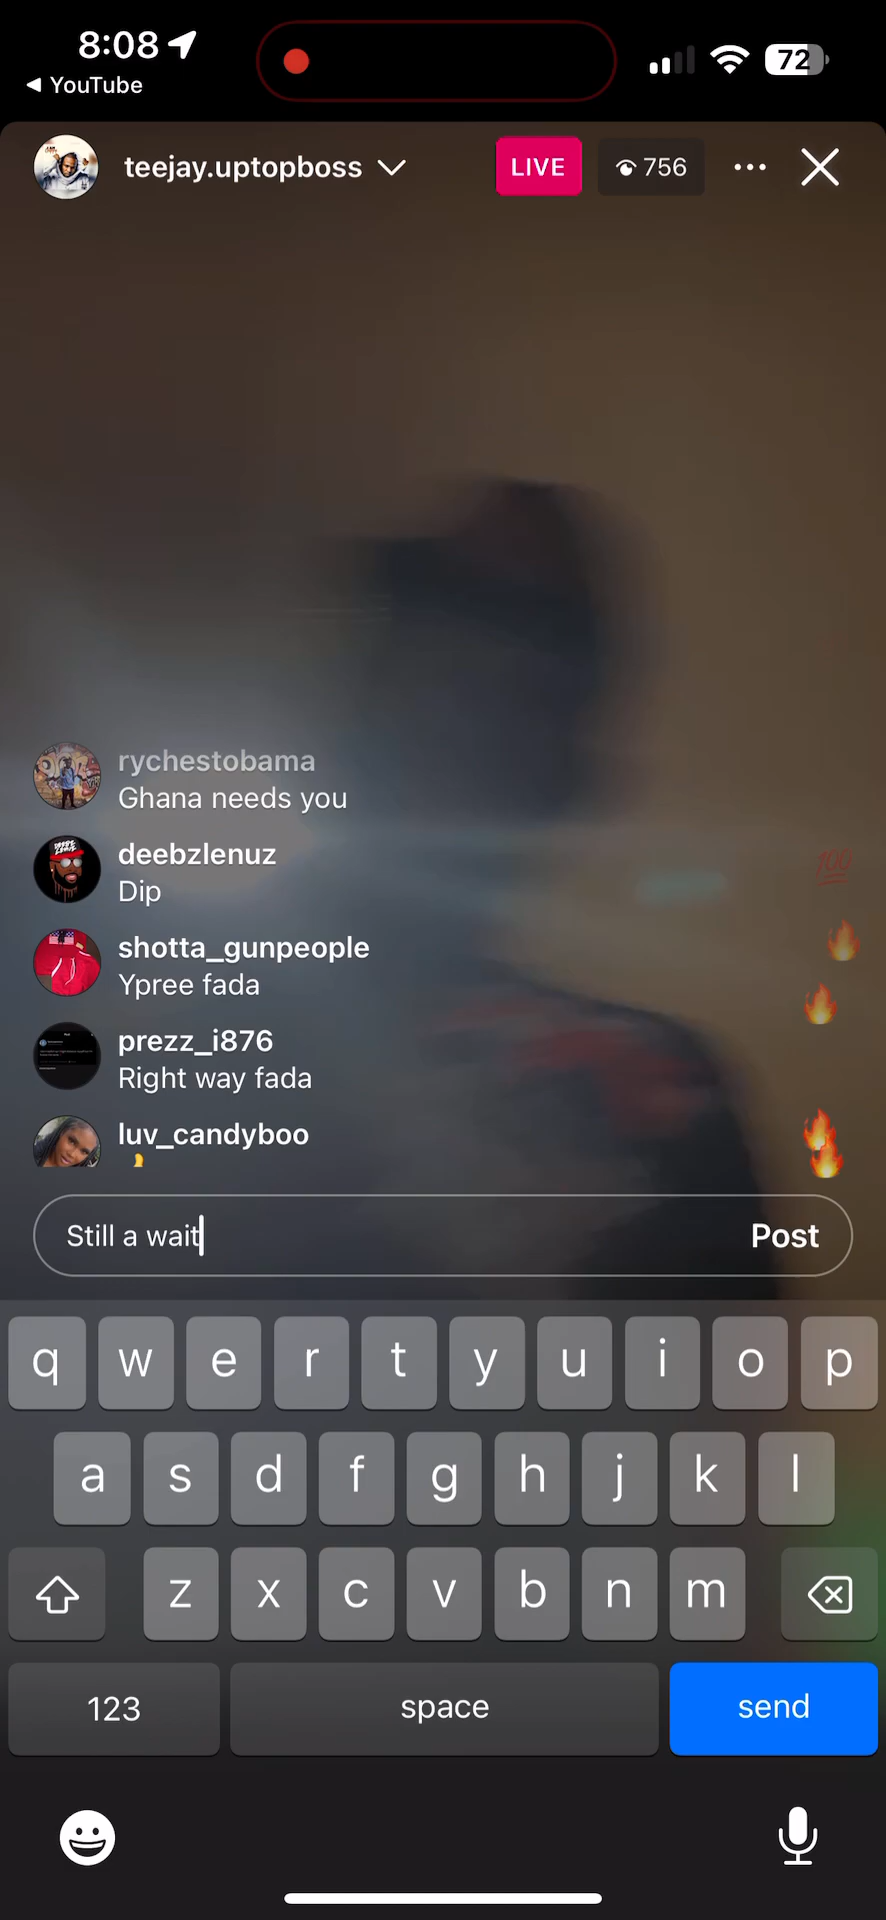 8:08
YouTube
72
teejay.uptopboss
LIVE
756
rychestobama
Ghana needs you
deebzlenuz
Dip
shotta_gunpeople
Ypree fada
prezz_i876
Right way fada
luv_candyboo
Still a wait
Post
q w e r t y u i o p
a s d f g h j k l
z x c v b n m
123 space send